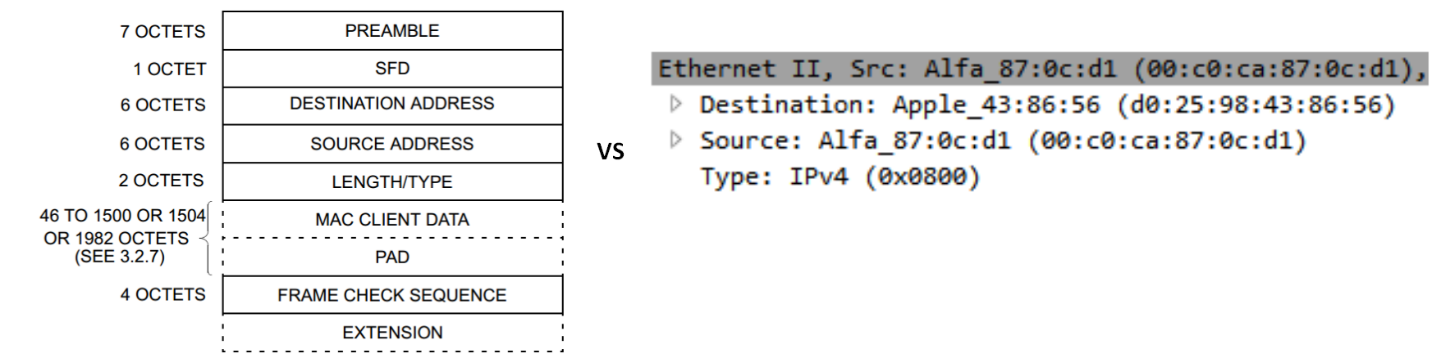 7 OCTETS PREAMBLE
1 OCTET SFD
6 OCTETS DESTINATION ADDRESS
6 OCTETS SOURCE ADDRESS
2 OCTETS LENGTH/TYPE
46 TO 1500 OR 1504
OR 1982 OCTETS
(SEE 3.2.7)
MAC CLIENT DATA
PAD
4 OCTETS FRAME CHECK SEQUENCE
EXTENSION
vs
Ethernet II, Src: Alfa_87:0c:d1 (00:c0:ca:87:0c:d1),
Destination: Apple_43:86:56 (d0:25:98:43:86:56)
Source: Alfa_87:0c:d1 (00:c0:ca:87:0c:d1)
Type: IPv4 (0x0800)